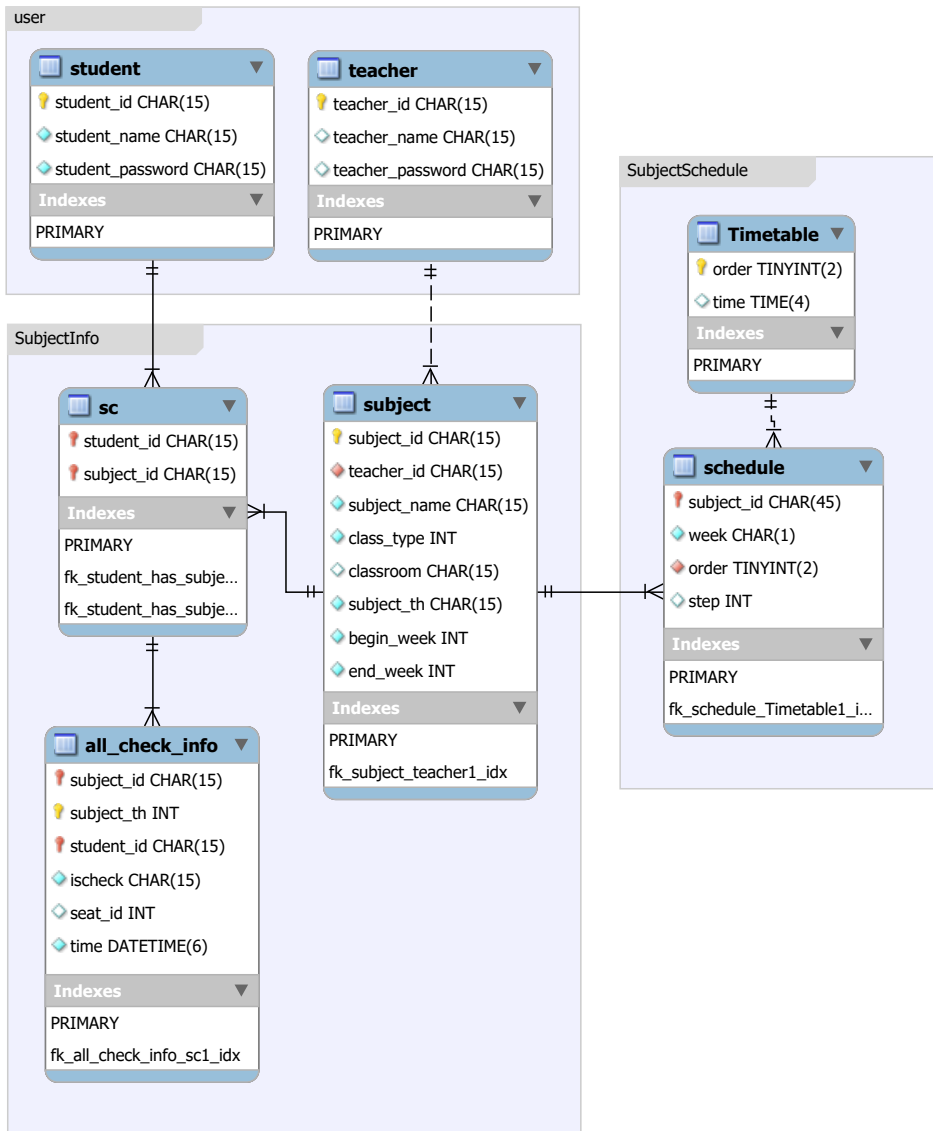 user
student
student_id CHAR(15)
student_name CHAR(15)
student_password CHAR(15)
Indexes
PRIMARY
teacher
teacher_id CHAR(15)
teacher_name CHAR(15)
teacher_password CHAR(15)
Indexes
PRIMARY
SubjectInfo
sc
student_id CHAR(15)
subject_id CHAR(15)
Indexes
PRIMARY
fk_student_has_subje...
fk_student_has_subje...
subject
subject_id CHAR(15)
teacher_id CHAR(15)
subject_name CHAR(15)
class_type INT
classroom CHAR(15)
subject_th CHAR(15)
begin_week INT
end_week INT
Indexes
PRIMARY
fk_subject_teacher1_idx
all_check_info
subject_id CHAR(15)
subject_th INT
student_id CHAR(15)
ischeck CHAR(15)
seat_id INT
time DATETIME(6)
Indexes
PRIMARY
fk_all_check_info_sc1_idx
SubjectSchedule
Timetable
order TINYINT(2)
time TIME(4)
Indexes
PRIMARY
schedule
subject_id CHAR(45)
week CHAR(1)
order TINYINT(2)
step INT
Indexes
PRIMARY
fk_schedule_Timetable1_i...